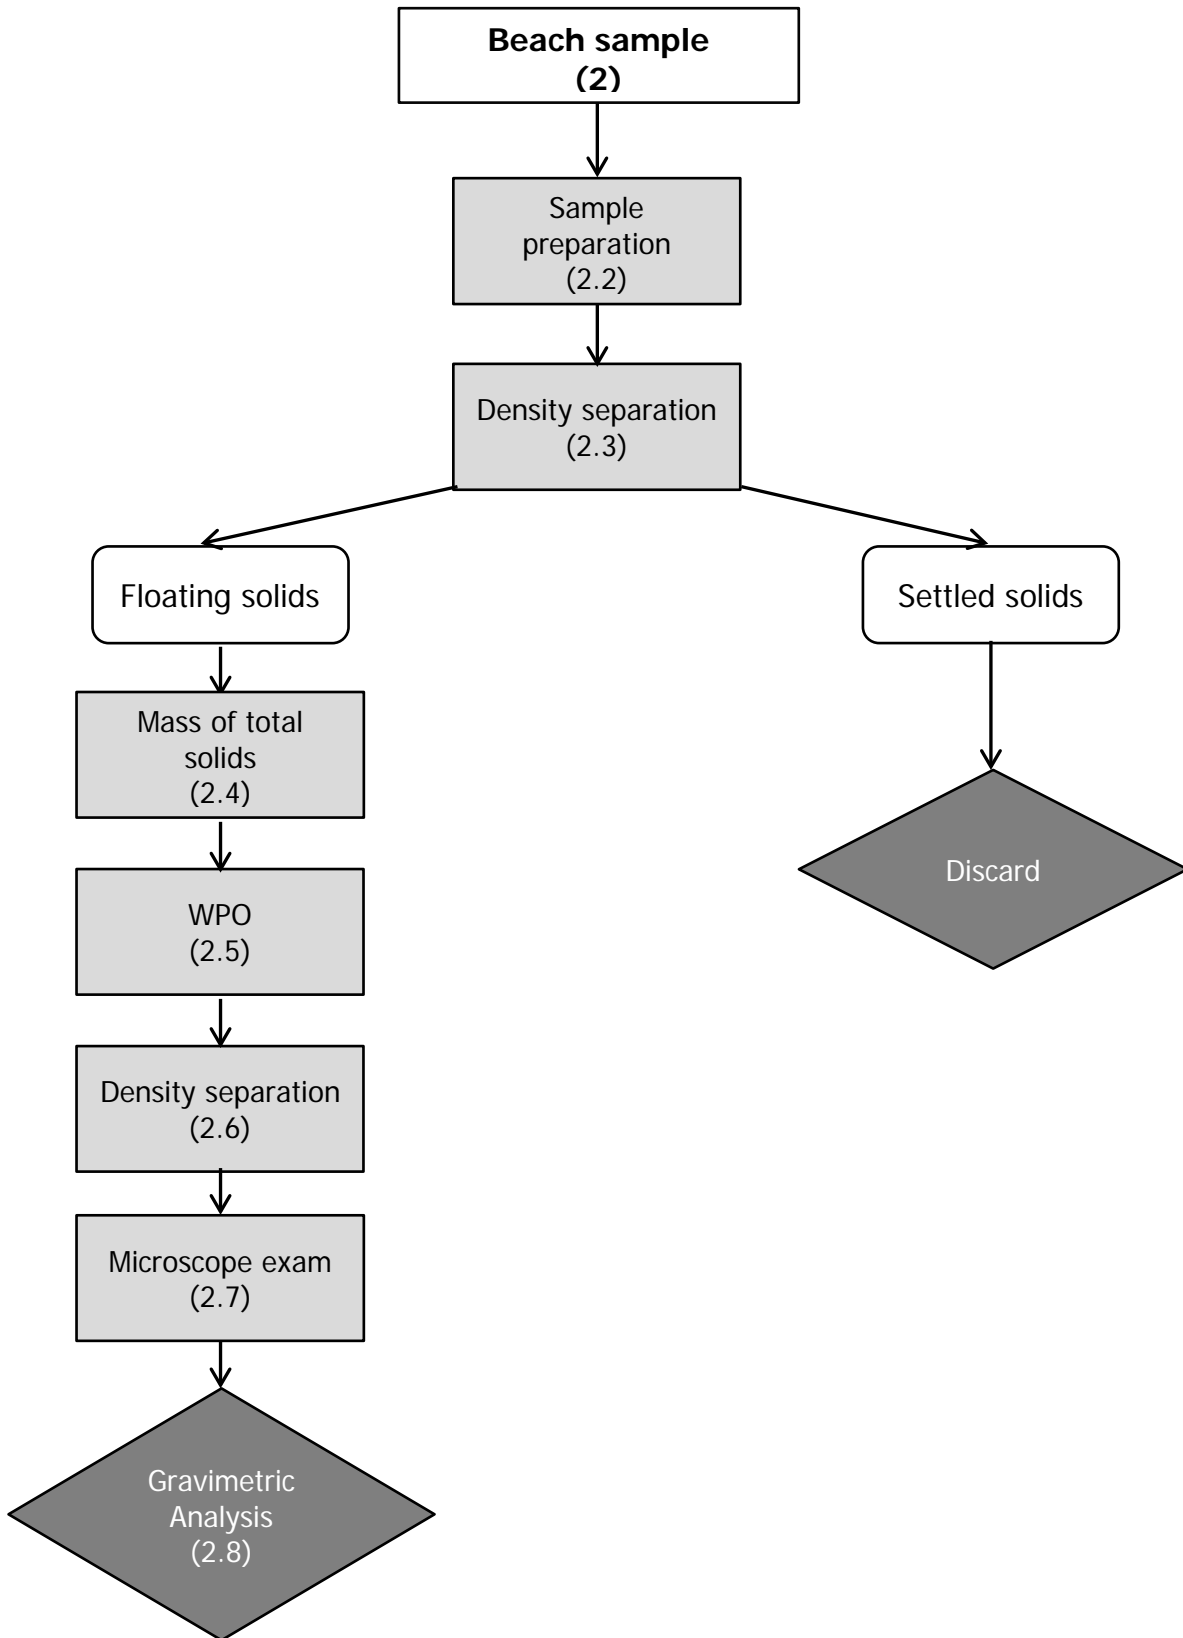 Beach sample
(2)
Sample
preparation
(2.2)
Density separation
(2.3)
Floating solids
Settled solids
Mass of total
solids
(2.4)
Discard
WPO
(2.5)
Density separation
(2.6)
Microscope exam
(2.7)
Gravimetric
Analysis
(2.8)